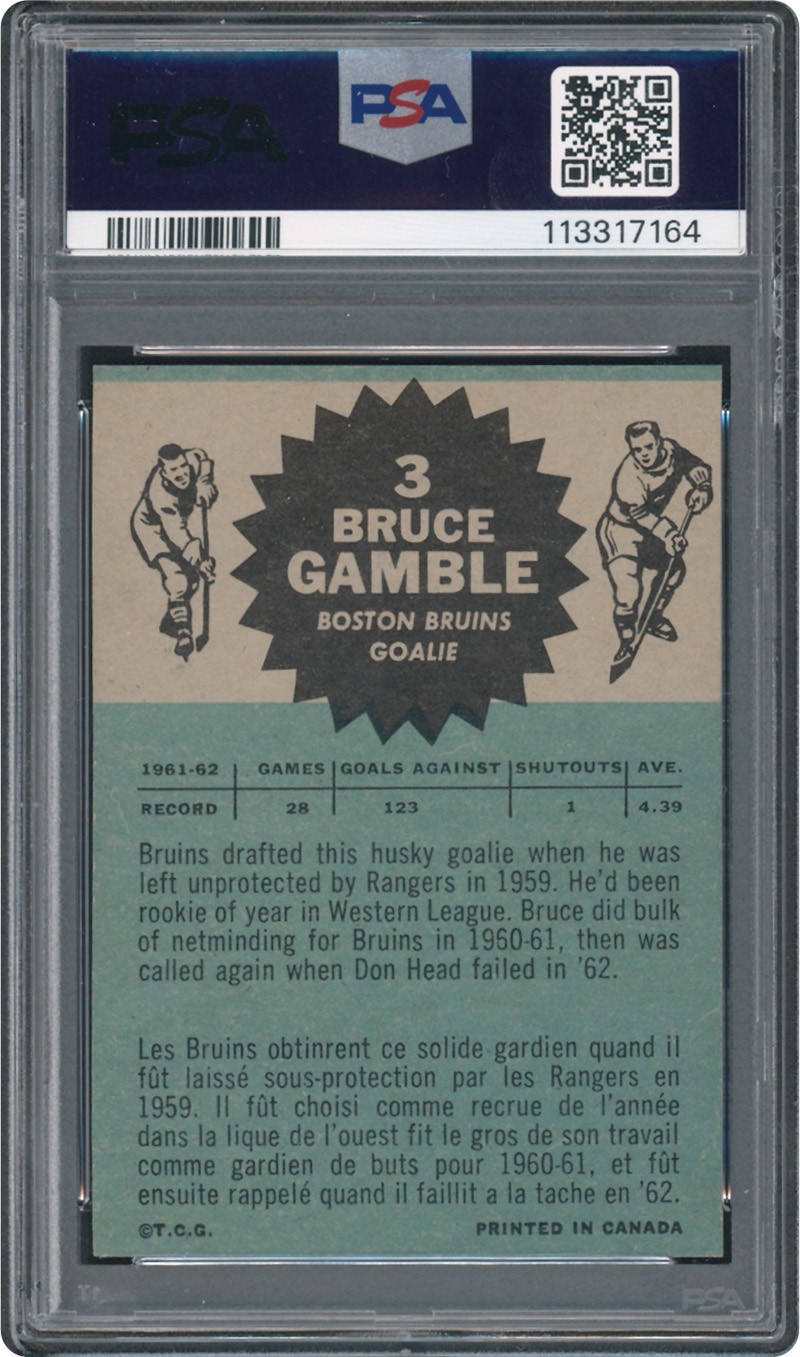 PSA
PSA
113317164
3
BRUCE
GAMBLE
BOSTON BRUINS
GOALIE
1961-62 GAMES GOALS AGAINST SHUTOUTS AVE.
RECORD 28 123 1 4.39
Bruins drafted this husky goalie when he was
left unprotected by Rangers in 1959. He'd been
rookie of year in Western League. Bruce did bulk
of netminding for Bruins in 1960-61, then was
called again when Don Head failed in '62.
Les Bruins obtinrent ce solide gardien quand il
fût laissé sous-protection par les Rangers en
1959. Il fût choisi comme recrue de l'année
dans la lique de l'ouest fit le gros de son travail
comme gardien de buts pour 1960-61, et fût
ensuite rappelé quand il faillit a la tache en '62.
©T.C.G. PRINTED IN CANADA
PSA